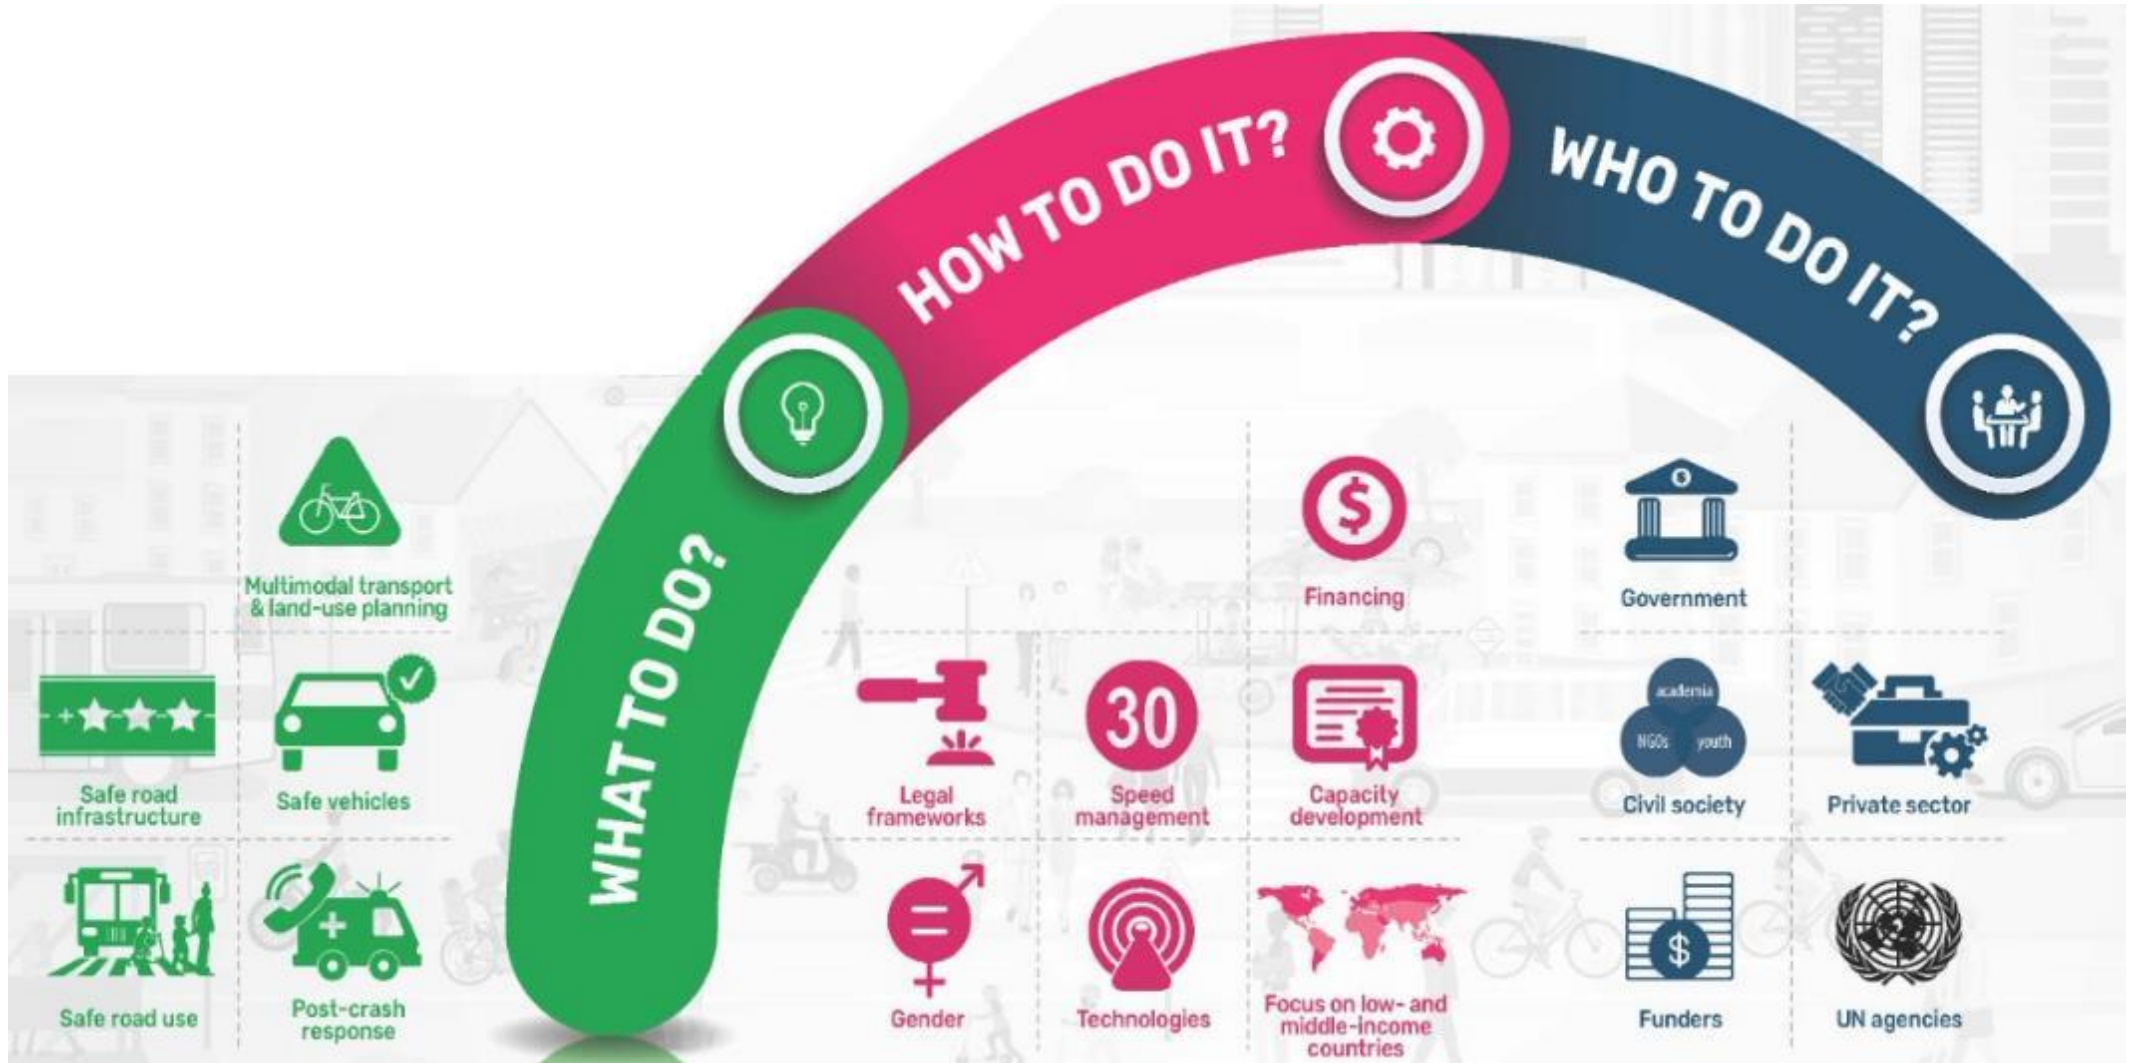 WHAT TO DO?
Multimodal transport
& land-use planning
Safe road
infrastructure
Safe vehicles
Safe road use
Post-crash
response
HOW TO DO IT?
$
Financing
Legal
frameworks
30
Speed
management
Capacity
development
Gender
Technologies
Focus on low- and
middle-income
countries
WHO TO DO IT?
$
Government
academia
NGOs
youth
Civil society
Private sector
$
Funders
UN agencies